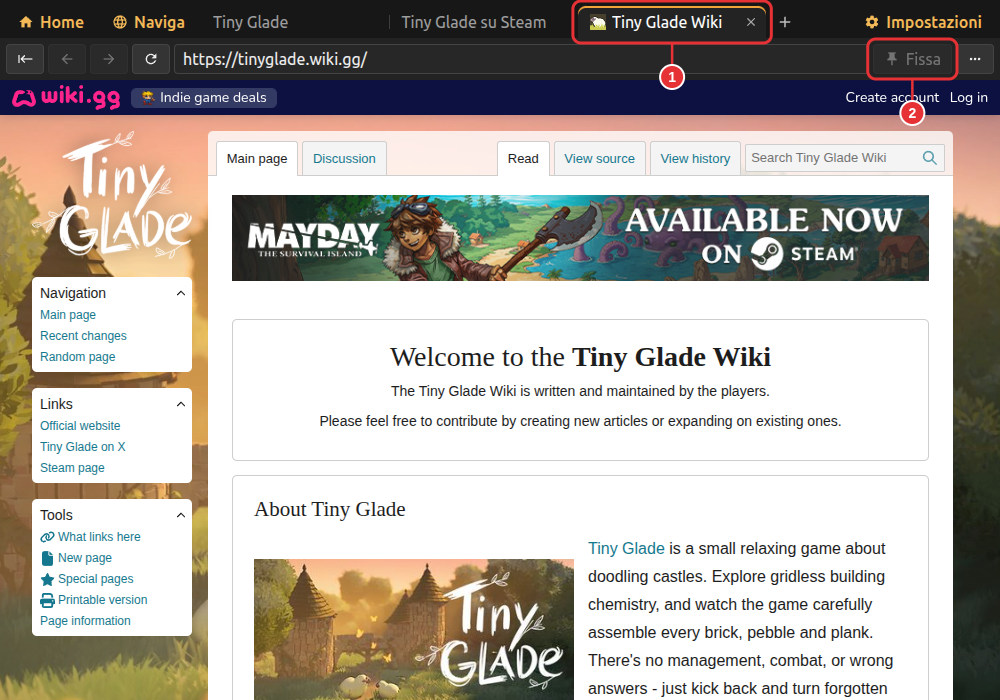 Home Naviga Tiny Glade Tiny Glade su Steam Tiny Glade Wiki Impostazioni
https://tinyglade.wiki.gg/ Fissa
1
2
wiki.gg Indie game deals Create account Log in
Tiny
GLADE
Main page Discussion Read View source View history Search Tiny Glade Wiki
MAYDAY
THE SURVIVAL ISLAND
AVAILABLE NOW
ON STEAM
Navigation
Main page
Recent changes
Random page
Links
Official website
Tiny Glade on X
Steam page
Tools
What links here
New page
Special pages
Printable version
Page information
Welcome to the Tiny Glade Wiki
The Tiny Glade Wiki is written and maintained by the players.
Please feel free to contribute by creating new articles or expanding on existing ones.
About Tiny Glade
Tiny
GLADE
Tiny Glade is a small relaxing game about
doodling castles. Explore gridless building
chemistry, and watch the game carefully
assemble every brick, pebble and plank.
There's no management, combat, or wrong
answers - just kick back and turn forgotten